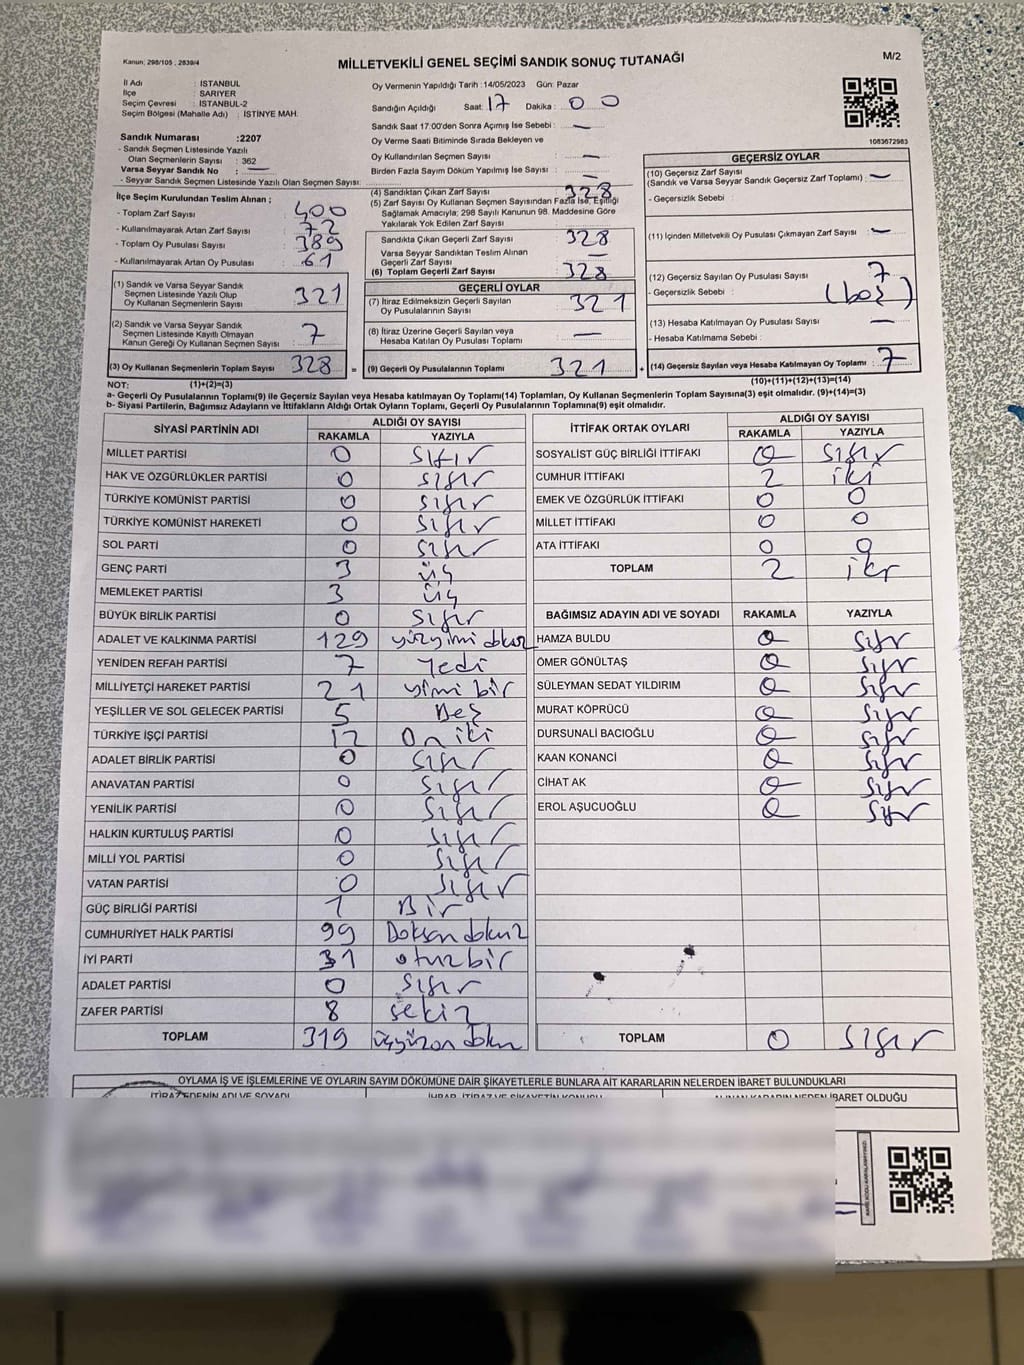 Kanun; 298/105 , 2839/4
MİLLETVEKİLİ GENEL SEÇİMİ SANDIK SONUÇ TUTANAĞI
M/2
İl Adı : ISTANBUL
İlçe : SARIYER
Seçim Çevresi : ISTANBUL-2
Seçim Bölgesi (Mahalle Adı) : İSTİNYE MAH.
Sandık Numarası :2207
- Sandık Seçmen Listesinde Yazılı
Olan Seçmenlerin Sayısı : 362
Varsa Seyyar Sandık No : —
- Seyyar Sandık Seçmen Listesinde Yazılı Olan Seçmen Sayısı:
Oy Vermenin Yapıldığı Tarih :14/05/2023 Gün: Pazar
Sandığın Açıldığı Saat: 17 Dakika : 0 0
Sandık Saat 17:00'den Sonra Açımış İse Sebebi : —
Oy Verme Saati Bitiminde Sırada Bekleyen ve
Oy Kullandırılan Seçmen Sayısı : —
Birden Fazla Sayım Döküm Yapılmış İse Sayısı : —
1083672983
İlçe Seçim Kurulundan Teslim Alınan ;
- Toplam Zarf Sayısı : 400
- Kullanılmayarak Artan Zarf Sayısı : 72
- Toplam Oy Pusulası Sayısı : 389
- Kullanılmayarak Artan Oy Pusulası : 61
(1) Sandık ve Varsa Seyyar Sandık
Seçmen Listesinde Yazılı Olup
Oy Kullanan Seçmenlerin Sayısı : 321
(2) Sandık ve Varsa Seyyar Sandık
Seçmen Listesinde Kayıtlı Olmayan
Kanun Gereği Oy Kullanan Seçmen Sayısı : 7
(3) Oy Kullanan Seçmenlerin Toplam Sayısı 328 =
(4) Sandıktan Çıkan Zarf Sayısı : 328
(5) Zarf Sayısı Oy Kullanan Seçmen Sayısından Fazla İse, Eşitliği
Sağlamak Amacıyla; 298 Sayılı Kanunun 98. Maddesine Göre
Yakılarak Yok Edilen Zarf Sayısı :
Sandıkta Çıkan Geçerli Zarf Sayısı 328
Varsa Seyyar Sandıktan Teslim Alınan
Geçerli Zarf Sayısı : —
(6) Toplam Geçerli Zarf Sayısı : 328
GEÇERLİ OYLAR
(7) İtiraz Edilmeksizin Geçerli Sayılan
Oy Pusulalarının Sayısı : 321
(8) İtiraz Üzerine Geçerli Sayılan veya
Hesaba Katılan Oy Pusulası Toplamı : —
(9) Geçerli Oy Pusulalarının Toplamı 321 +
GEÇERSİZ OYLAR
(10) Geçersiz Zarf Sayısı
(Sandık ve Varsa Seyyar Sandık Geçersiz Zarf Toplamı) : —
- Geçersizlik Sebebi :
(11) İçinden Milletvekili Oy Pusulası Çıkmayan Zarf Sayısı : —
(12) Geçersiz Sayılan Oy Pusulası Sayısı : 7
- Geçersizlik Sebebi : (boş)
(13) Hesaba Katılmayan Oy Pusulası Sayısı : —
- Hesaba Katılmama Sebebi :
(14) Geçersiz Sayılan veya Hesaba Katılmayan Oy Toplamı : 7
NOT: (1)+(2)=(3) (10)+(11)+(12)+(13)=(14)
a- Geçerli Oy Pusulalarının Toplamı(9) ile Geçersiz Sayılan veya Hesaba katılmayan Oy Toplamı(14) Toplamları, Oy Kullanan Seçmenlerin Toplam Sayısına(3) eşit olmalıdır. (9)+(14)=(3)
b- Siyasi Partilerin, Bağımsız Adayların ve İttifakların Aldığı Ortak Oyların Toplamı, Geçerli Oy Pusulalarının Toplamına(9) eşit olmalıdır.
SİYASİ PARTİNİN ADI ALDIĞI OY SAYISI
RAKAMLA YAZIYLA
MİLLET PARTİSİ 0 sıfır
HAK VE ÖZGÜRLÜKLER PARTİSİ 0 sıfır
TÜRKİYE KOMÜNİST PARTİSİ 0 sıfır
TÜRKİYE KOMÜNİST HAREKETİ 0 sıfır
SOL PARTİ 0 sıfır
GENÇ PARTİ 3 üç
MEMLEKET PARTİSİ 3 üç
BÜYÜK BİRLİK PARTİSİ 0 sıfır
ADALET VE KALKINMA PARTİSİ 129
YENİDEN REFAH PARTİSİ 7 Yedi
MİLLİYETÇİ HAREKET PARTİSİ 21 yimi bir
YEŞİLLER VE SOL GELECEK PARTİSİ 5 Beş
TÜRKİYE İŞÇİ PARTİSİ 12 On iki
ADALET BİRLİK PARTİSİ 0 sıfır
ANAVATAN PARTİSİ 0 sıfır
YENİLİK PARTİSİ 0 sıfır
HALKIN KURTULUŞ PARTİSİ 0 sıfır
MİLLİ YOL PARTİSİ 0 sıfır
VATAN PARTİSİ 0 sıfır
GÜÇ BİRLİĞİ PARTİSİ 1 Bir
CUMHURİYET HALK PARTİSİ 99 Doksan dokuz
İYİ PARTİ 31 otuzbir
ADALET PARTİSİ 0 sıfır
ZAFER PARTİSİ 8 sekiz
TOPLAM 319
İTTİFAK ORTAK OYLARI ALDIĞI OY SAYISI
RAKAMLA YAZIYLA
SOSYALİST GÜÇ BİRLİĞİ İTTİFAKI 0 sıfır
CUMHUR İTTİFAKI 2 iki
EMEK VE ÖZGÜRLÜK İTTİFAKI 0 0
MİLLET İTTİFAKI 0 0
ATA İTTİFAKI 0 0
TOPLAM 2 iki
BAĞIMSIZ ADAYIN ADI VE SOYADI RAKAMLA YAZIYLA
HAMZA BULDU 0 sıfır
ÖMER GÖNÜLTAŞ 0 sıfır
SÜLEYMAN SEDAT YILDIRIM 0 sıfır
MURAT KÖPRÜCÜ 0 sıfır
DURSUNALİ BACIOĞLU 0 sıfır
KAAN KONANCİ 0 sıfır
CİHAT AK 0 sıfır
EROL AŞUCUOĞLU 0 sıfır
TOPLAM 0 sıfır
OYLAMA İŞ VE İŞLEMLERİNE VE OYLARIN SAYIM DÖKÜMÜNE DAİR ŞİKAYETLERLE BUNLARA AİT KARARLARIN NELERDEN İBARET BULUNDUKLARI
İTİRAZ EDENİN ADI VE SOYADI İHBAR, İTİRAZ VE ŞİKAYETİN KONUSU ALINAN KARARIN NEDEN İBARET OLDUĞU